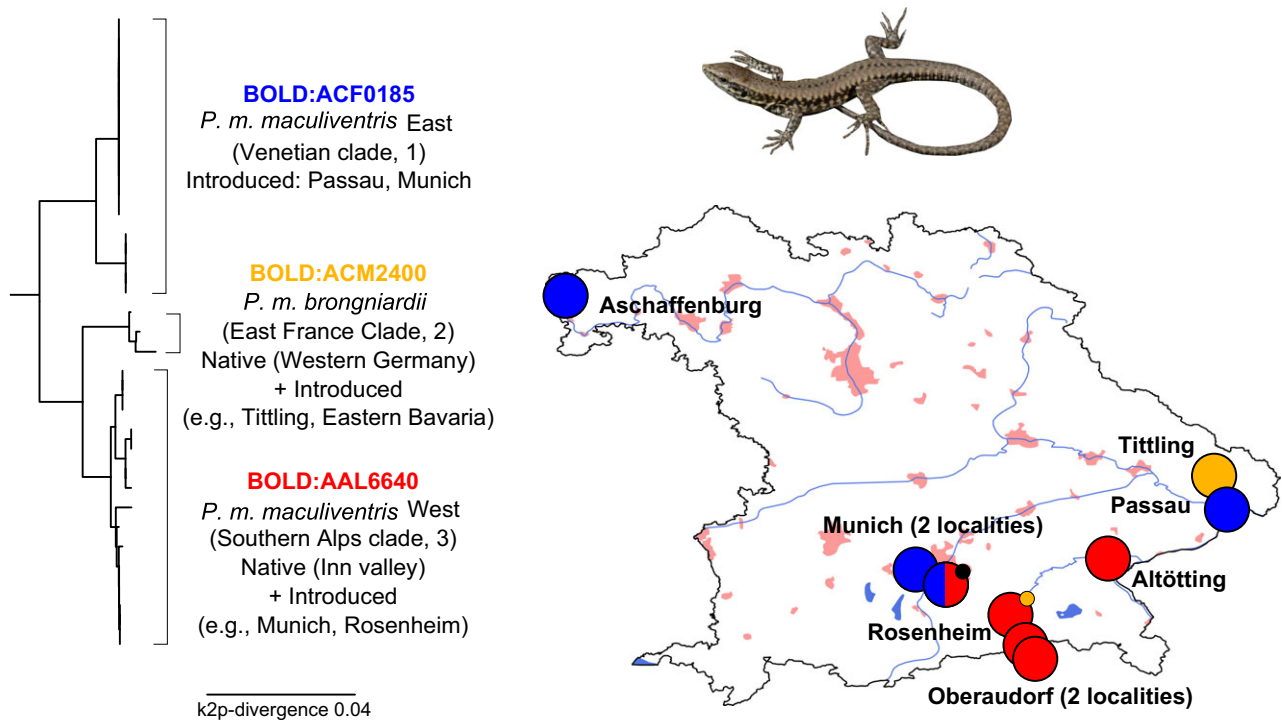 BOLD:ACF0185
P. m. maculiventris East
(Venetian clade, 1)
Introduced: Passau, Munich
BOLD:ACM2400
P. m. brongniardii
(East France Clade, 2)
Native (Western Germany)
+ Introduced
(e.g., Tittling, Eastern Bavaria)
BOLD:AAL6640
P. m. maculiventris West
(Southern Alps clade, 3)
Native (Inn valley)
+ Introduced
(e.g., Munich, Rosenheim)
k2p-divergence 0.04
Aschaffenburg
Tittling
Passau
Munich (2 localities)
Altötting
Rosenheim
Oberaudorf (2 localities)